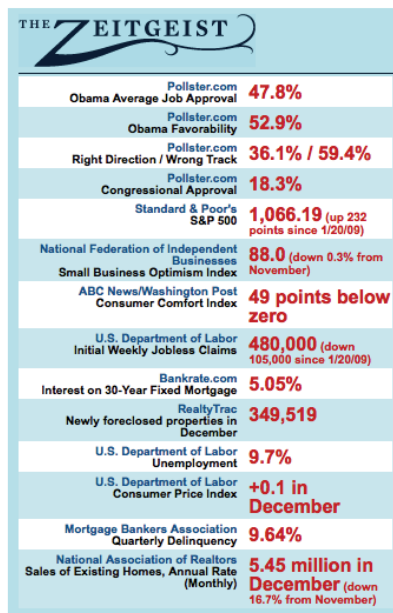 THE ZEITGEIST
Pollster.com
Obama Average Job Approval
47.8%
Pollster.com
Obama Favorability
52.9%
Pollster.com
Right Direction / Wrong Track
36.1% / 59.4%
Pollster.com
Congressional Approval
18.3%
Standard & Poor's
S&P 500
1,066.19 (up 232
points since 1/20/09)
National Federation of Independent
Businesses
Small Business Optimism Index
88.0 (down 0.3% from
November)
ABC News/Washington Post
Consumer Comfort Index
49 points below
zero
U.S. Department of Labor
Initial Weekly Jobless Claims
480,000 (down
105,000 since 1/20/09)
Bankrate.com
Interest on 30-Year Fixed Mortgage
5.05%
RealtyTrac
Newly foreclosed properties in
December
349,519
U.S. Department of Labor
Unemployment
9.7%
U.S. Department of Labor
Consumer Price Index
+0.1 in
December
Mortgage Bankers Association
Quarterly Delinquency
9.64%
National Association of Realtors
Sales of Existing Homes, Annual Rate
(Monthly)
5.45 million in
December (down
16.7% from November)